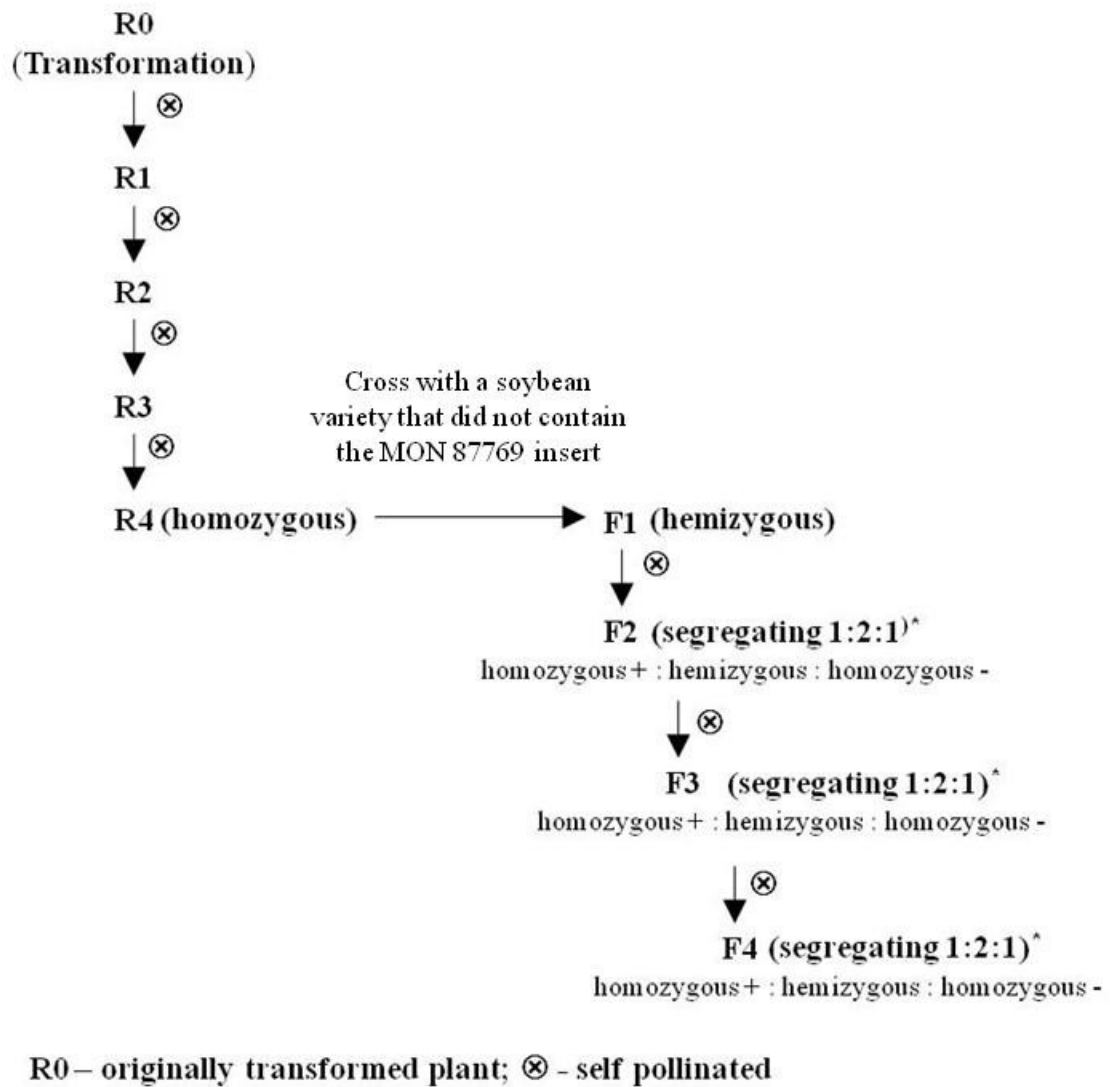 R0
(Transformation)
⊗
R1
⊗
R2
⊗
R3
⊗
Cross with a soybean
variety that did not contain
the MON 87769 insert
R4 (homozygous)
F1 (hemizygous)
⊗
F2 (segregating 1:2:1)*
homozygous+ : hemizygous : homozygous -
⊗
F3 (segregating 1:2:1)*
homozygous+ : hemizygous : homozygous -
⊗
F4 (segregating 1:2:1)*
homozygous+ : hemizygous : homozygous -
R0 – originally transformed plant; ⊗ - self pollinated